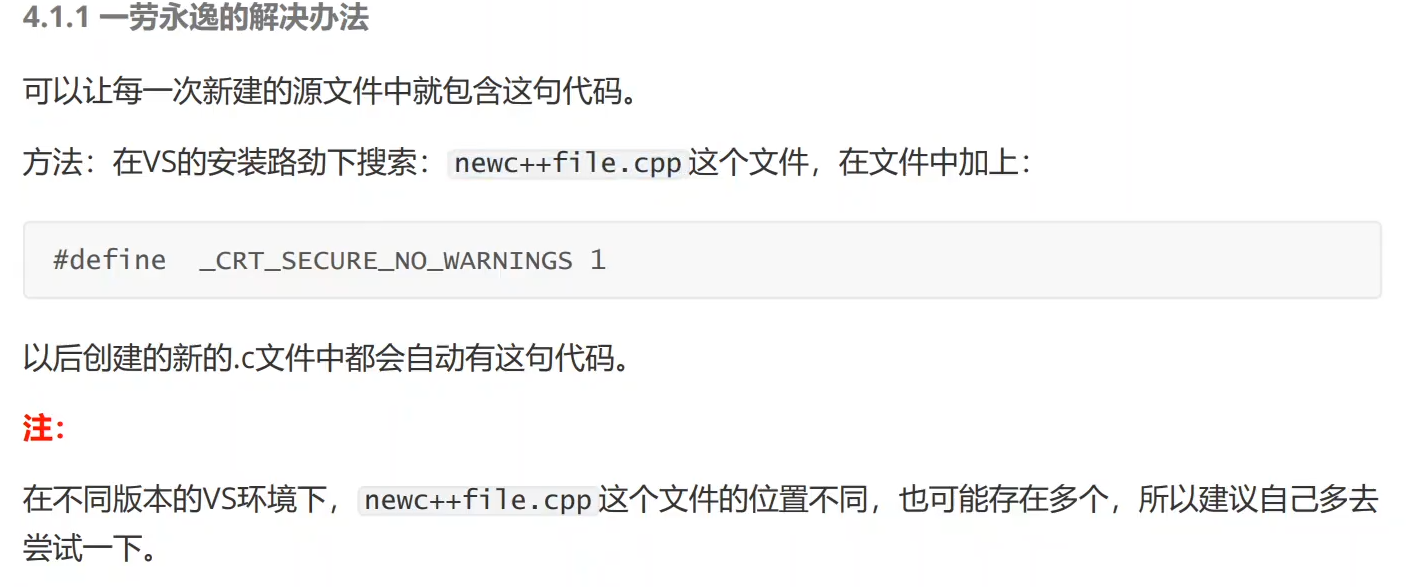 4.1.1 一劳永逸的解决办法
可以让每一次新建的源文件中就包含这句代码。
方法：在VS的安装路劲下搜索：newc++file.cpp这个文件，在文件中加上：
#define  _CRT_SECURE_NO_WARNINGS 1
以后创建的新的.c文件中都会自动有这句代码。
注：
在不同版本的VS环境下，newc++file.cpp这个文件的位置不同，也可能存在多个，所以建议自己多去
尝试一下。